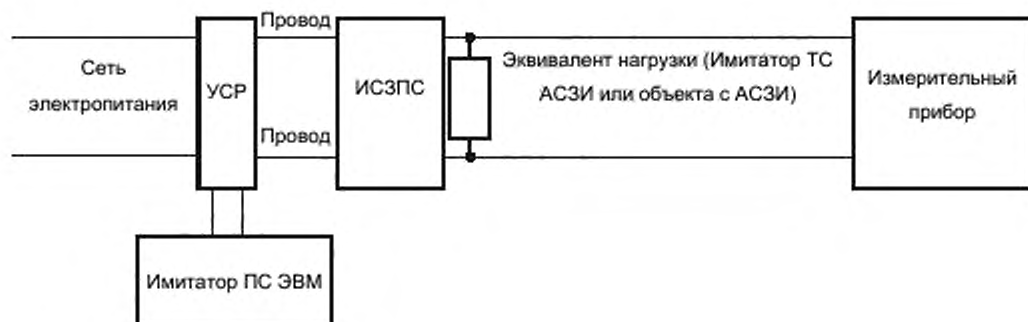 Провод
Сеть
электропитания
УСР
Провод
ИСЗПС
Эквивалент нагрузки (Имитатор ТС
АСЗИ или объекта с АСЗИ)
Измерительный
прибор
Имитатор ПС ЭВМ